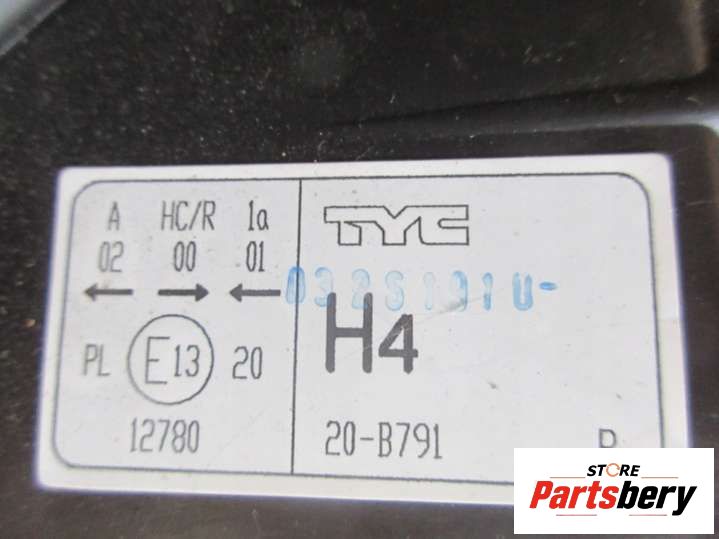 A HC/R 1a
02 00 01
← → ←
PL E13 20
12780
TYC
H4
20-B791
STORE
Partsbery